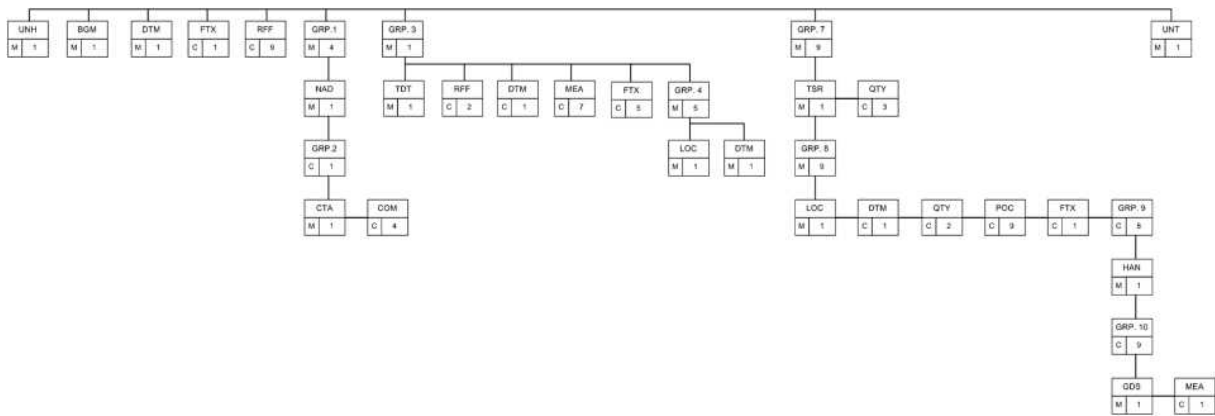 UNH BGM DTM FTX RFF GRP.1 GRP. 3 GRP. 7 UNT
M 1 M 1 M 1 C 1 C 9 M 4 M 1 M 9 M 1
NAD TDT RFF DTM MEA FTX GRP. 4 TSR QTY
M 1 M 1 C 2 C 1 C 7 C 5 M 5 M 1 C 3
GRP.2 LOC DTM GRP. 8
C 1 M 1 M 1 M 9
CTA COM LOC DTM QTY POC FTX GRP. 9
M 1 C 4 M 1 C 1 C 2 C 9 C 1 C
HAN
M 1
GRP. 10
C 9
GDS MEA
M 1 C 1